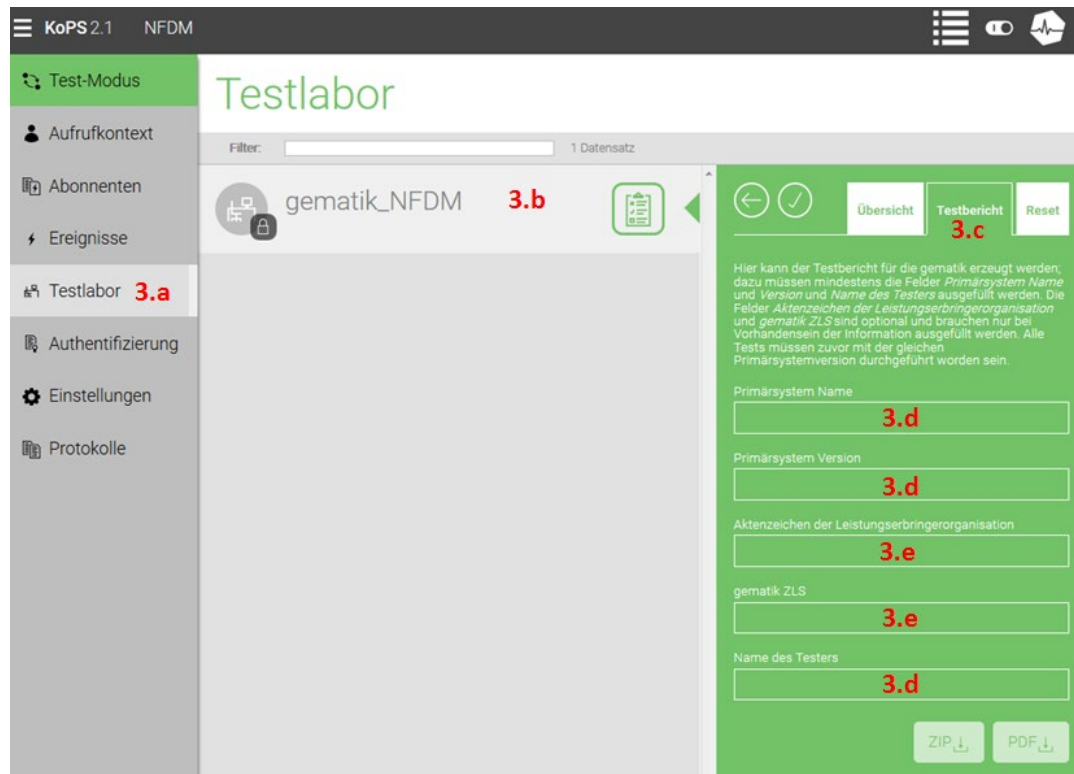 KoPS 2.1 NFDM
Test-Modus
Aufrufkontext
Abonnenten
Ereignisse
Testlabor 3.a
Authentifizierung
Einstellungen
Protokolle
Testlabor
Filter: 1 Datensatz
gematik_NFDM 3.b
Übersicht Testbericht Reset
3.c
Hier kann der Testbericht für die gematik erzeugt werden;
dazu müssen mindestens die Felder Primärsystem Name
und Version und Name des Testers ausgefüllt werden. Die
Felder Aktenzeichen der Leistungserbringerorganisation
und gematik ZLS sind optional und brauchen nur bei
Vorhandensein der Information ausgefüllt werden. Alle
Tests müssen zuvor mit der gleichen
Primärsystemversion durchgeführt worden sein.
Primärsystem Name
3.d
Primärsystem Version
3.d
Aktenzeichen der Leistungserbringerorganisation
3.e
gematik ZLS
3.e
Name des Testers
3.d
ZIP PDF